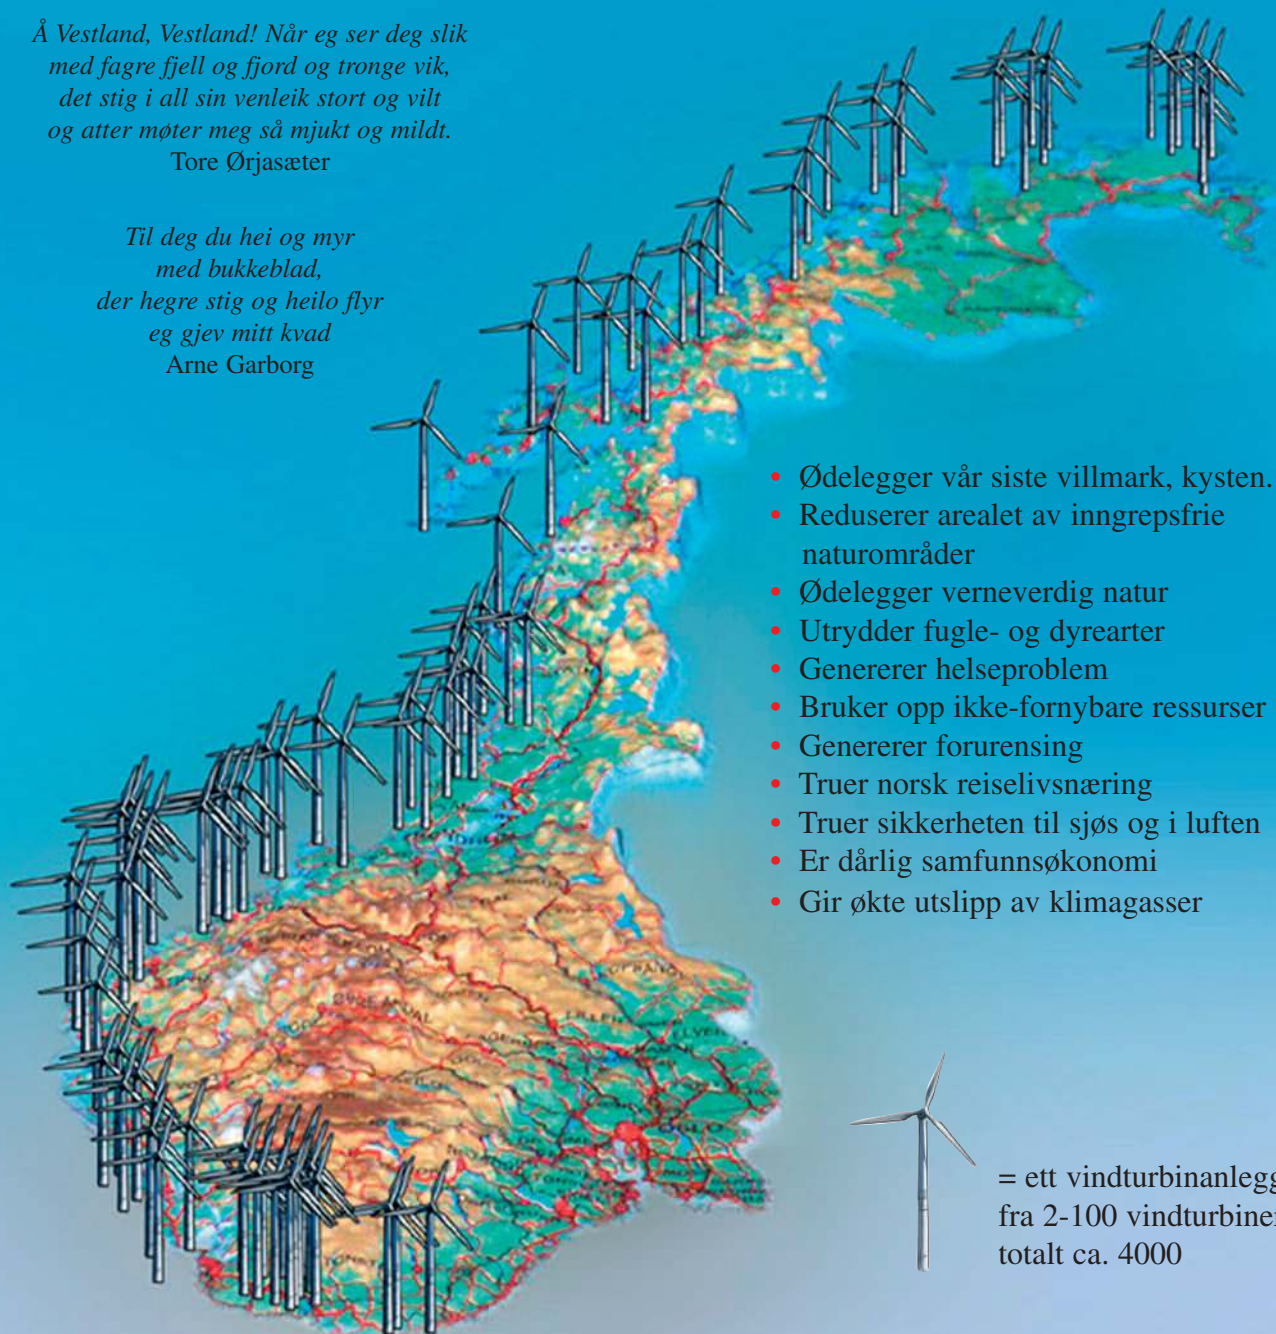 Å Vestland, Vestland! Når eg ser deg slik
med fagre fjell og fjord og tronge vik,
det stig i all sin venleik stort og vilt
og atter møter meg så mjukt og mildt.
Tore Ørjasæter
Til deg du hei og myr
med bukkeblad,
der hegre stig og heilo flyr
eg gjev mitt kvad
Arne Garborg
• Ødelegger vår siste villmark, kysten.
• Reduserer arealet av inngrepsfrie
naturområder
• Ødelegger verneverdig natur
• Utrydder fugle- og dyrearter
• Genererer helseproblem
• Bruker opp ikke-fornybare ressurser
• Genererer forurensing
• Truer norsk reiselivsnæring
• Truer sikkerheten til sjøs og i luften
• Er dårlig samfunnsøkonomi
• Gir økte utslipp av klimagasser
= ett vindturbinanlegg
fra 2-100 vindturbiner
totalt ca. 4000